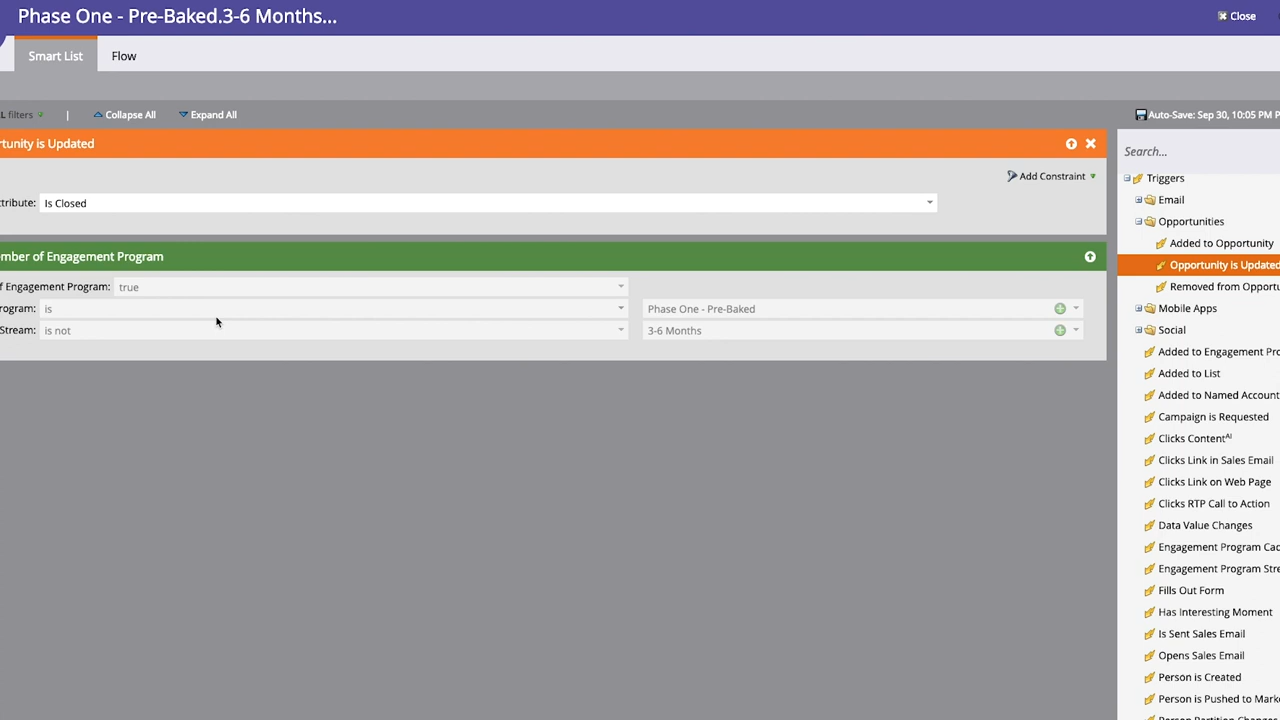 Phase One - Pre-Baked.3-6 Months...
Close
Smart List
Flow
L filters
|
Collapse All
Expand All
Auto-Save: Sep 30, 10:05 PM P
rtunity is Updated
Add Constraint
ttribute:
Is Closed
mber of Engagement Program
f Engagement Program:
true
rogram:
is
Phase One - Pre-Baked
Stream:
is not
3-6 Months
Search...
Triggers
Email
Opportunities
Added to Opportunity
Opportunity is Updated
Removed from Opportu
Mobile Apps
Social
Added to Engagement Pro
Added to List
Added to Named Account
Campaign is Requested
Clicks Content AI
Clicks Link in Sales Email
Clicks Link on Web Page
Clicks RTP Call to Action
Data Value Changes
Engagement Program Cad
Engagement Program Stre
Fills Out Form
Has Interesting Moment
Is Sent Sales Email
Opens Sales Email
Person is Created
Person is Pushed to Mark
Person Partition Changes